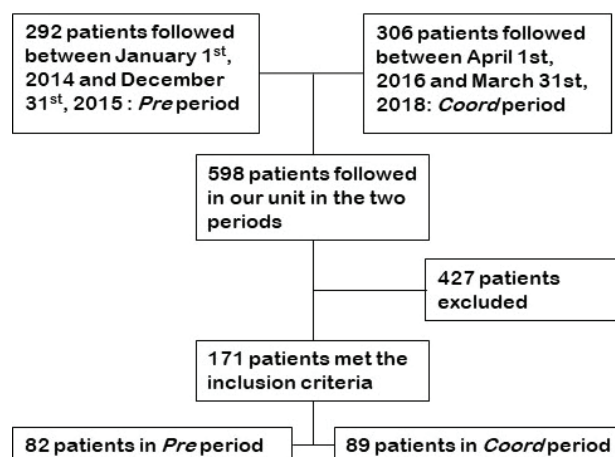 292 patients followed
between January 1st,
2014 and December
31st, 2015 : Pre period
306 patients followed
between April 1st,
2016 and March 31st,
2018: Coord period
598 patients followed
in our unit in the two
periods
427 patients
excluded
171 patients met the
inclusion criteria
82 patients in Pre period
89 patients in Coord period